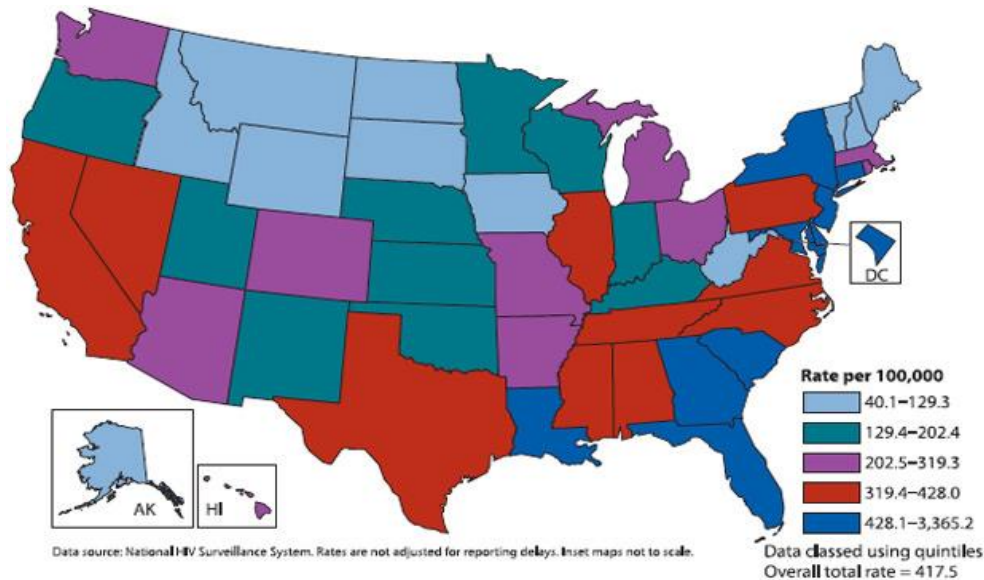 DC
Rate per 100,000
40.1–129.3
129.4–202.4
202.5–319.3
319.4–428.0
428.1–3,365.2
AK
HI
Data source: National HIV Surveillance System. Rates are not adjusted for reporting delays. Inset maps not to scale.
Data classed using quintiles
Overall total rate = 417.5